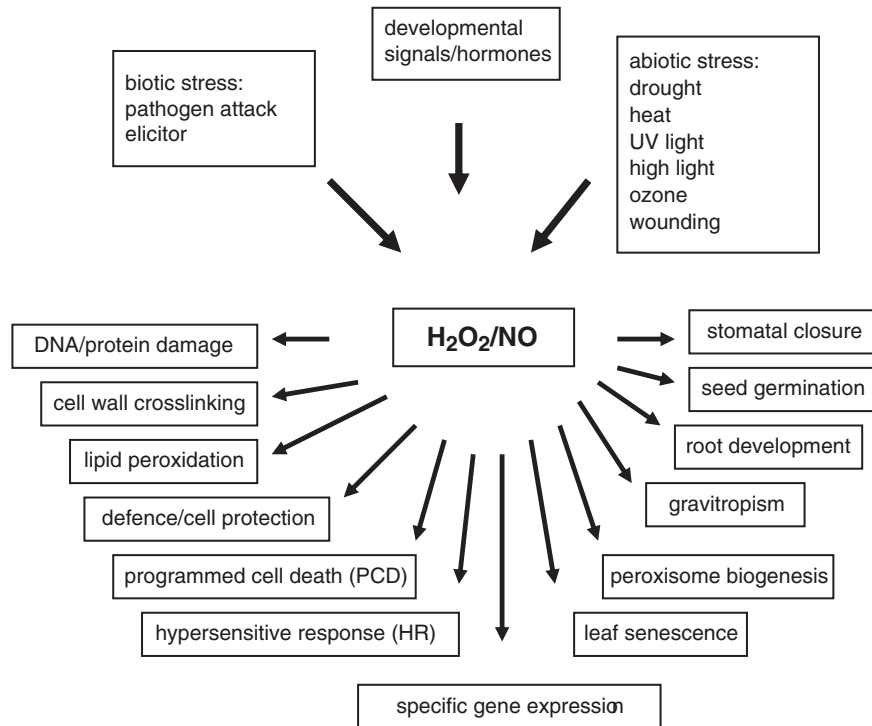 developmental
signals/hormones
biotic stress:
pathogen attack
elicitor
abiotic stress:
drought
heat
UV light
high light
ozone
wounding
H₂O₂/NO
DNA/protein damage
cell wall crosslinking
lipid peroxidation
defence/cell protection
programmed cell death (PCD)
hypersensitive response (HR)
specific gene expression
stomatal closure
seed germination
root development
gravitropism
peroxisome biogenesis
leaf senescence